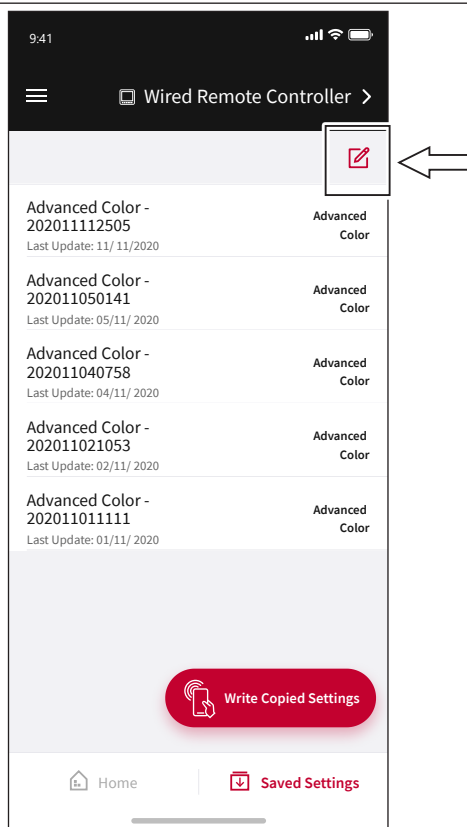 9:41
Wired Remote Controller
Advanced Color -
202011112505
Last Update: 11/ 11/2020
Advanced
Color
Advanced Color -
202011050141
Last Update: 05/11/ 2020
Advanced
Color
Advanced Color -
202011040758
Last Update: 04/11/ 2020
Advanced
Color
Advanced Color -
202011021053
Last Update: 02/11/ 2020
Advanced
Color
Advanced Color -
202011011111
Last Update: 01/11/ 2020
Advanced
Color
Write Copied Settings
Home
Saved Settings